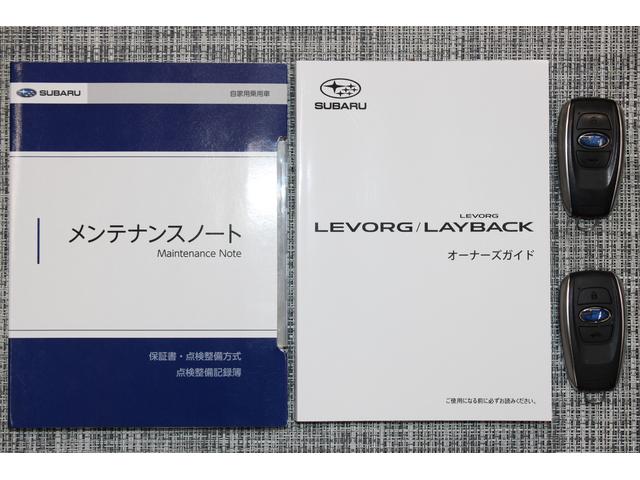 SUBARU
自家用乗用車
メンテナンスノート
Maintenance Note
保証書・点検整備方式
点検整備記録簿
SUBARU
LEVORG
LEVORG/LAYBACK
オーナーズガイド
ご使用になる前に必ずお読みください。